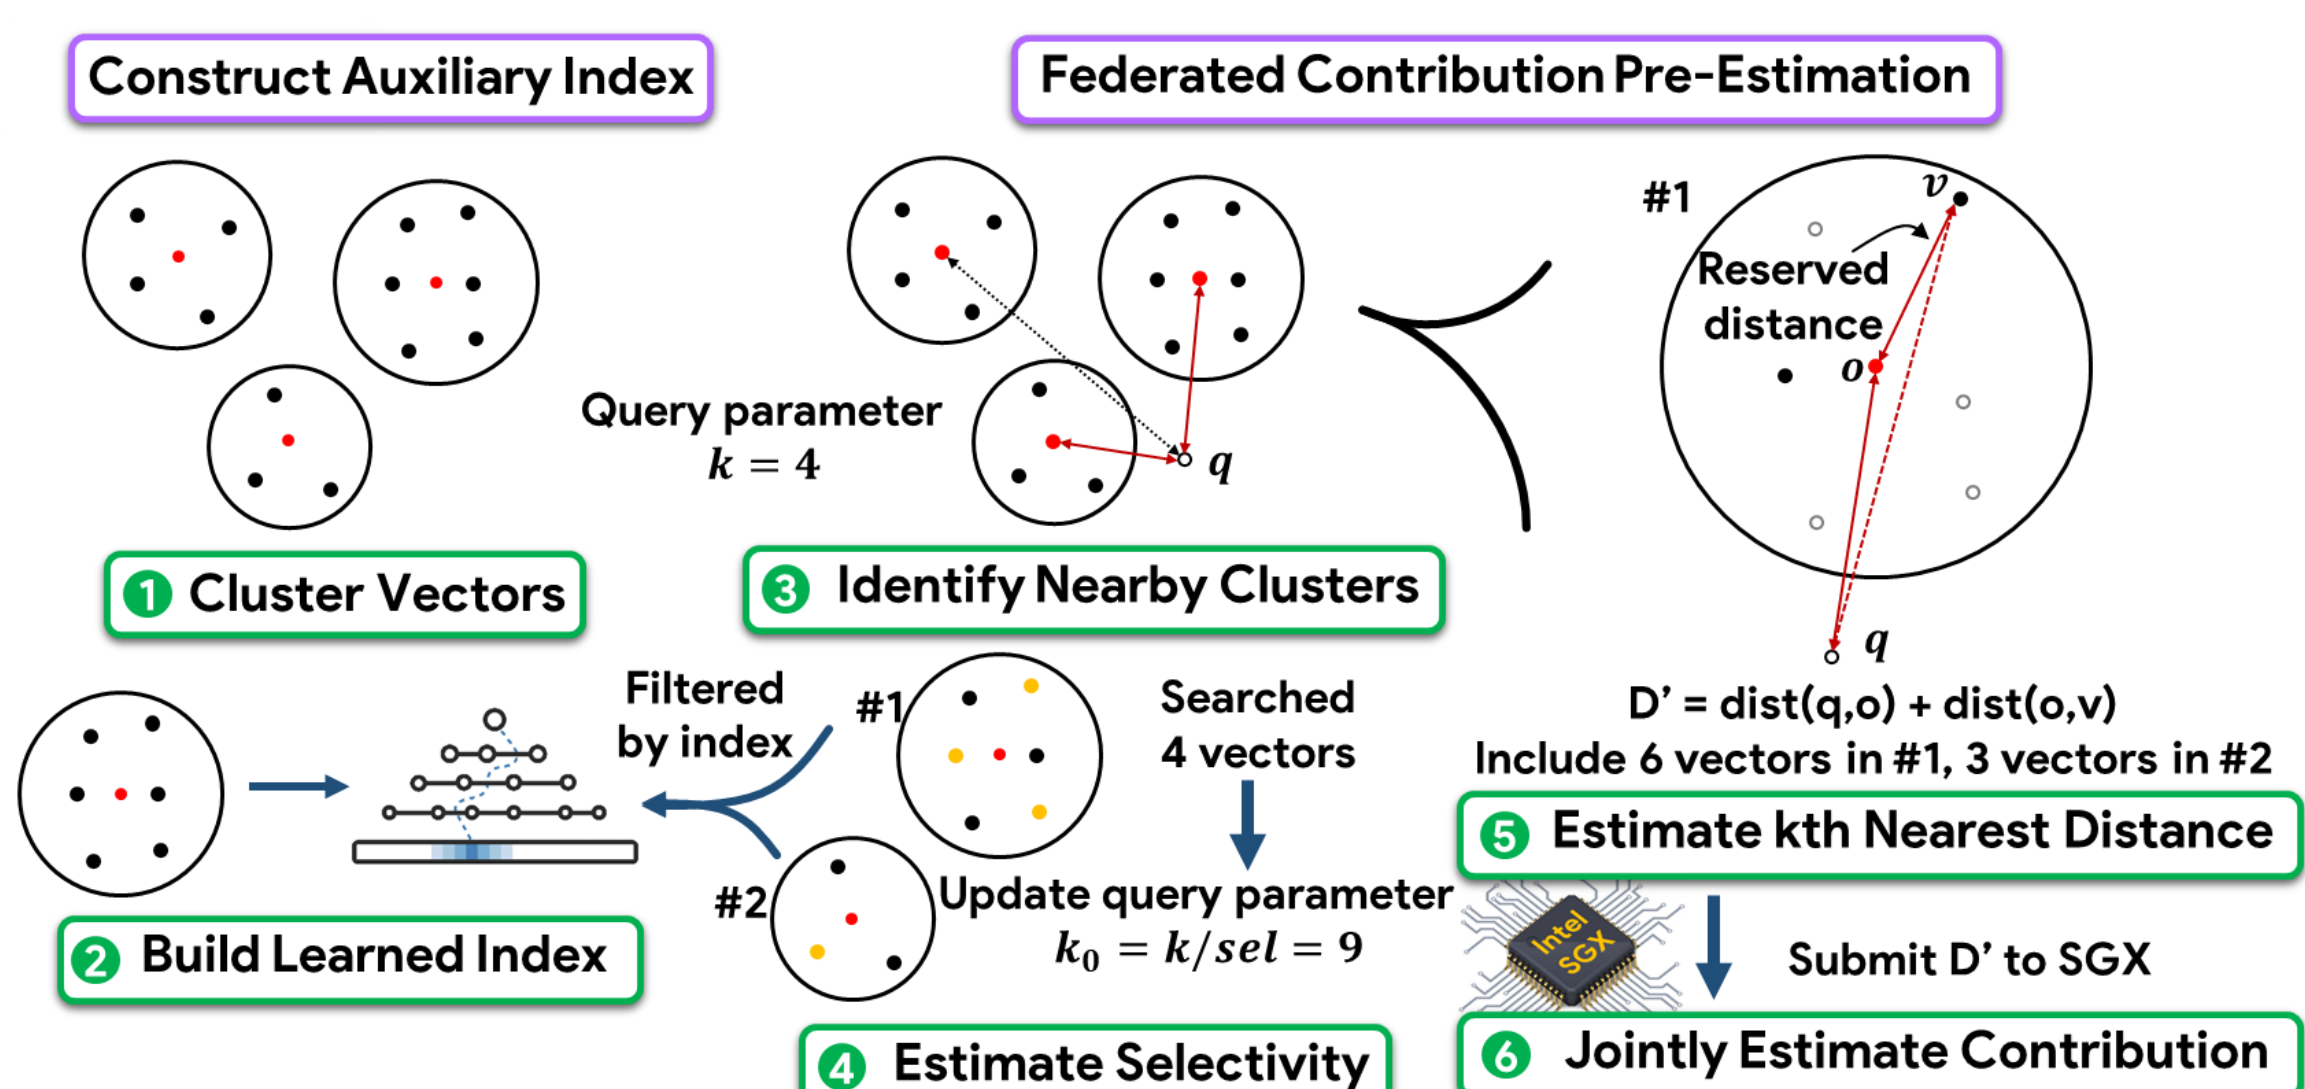 Construct Auxiliary Index
Federated Contribution Pre-Estimation
Query parameter
k = 4
q
#1
v
Reserved
distance
o
q
1 Cluster Vectors
3 Identify Nearby Clusters
Filtered
by index
#1
Searched
4 vectors
D’ = dist(q,o) + dist(o,v)
Include 6 vectors in #1, 3 vectors in #2
5 Estimate kth Nearest Distance
#2
Update query parameter
k₀ = k/sel = 9
2 Build Learned Index
Intel
SGX
Submit D’ to SGX
4 Estimate Selectivity
6 Jointly Estimate Contribution